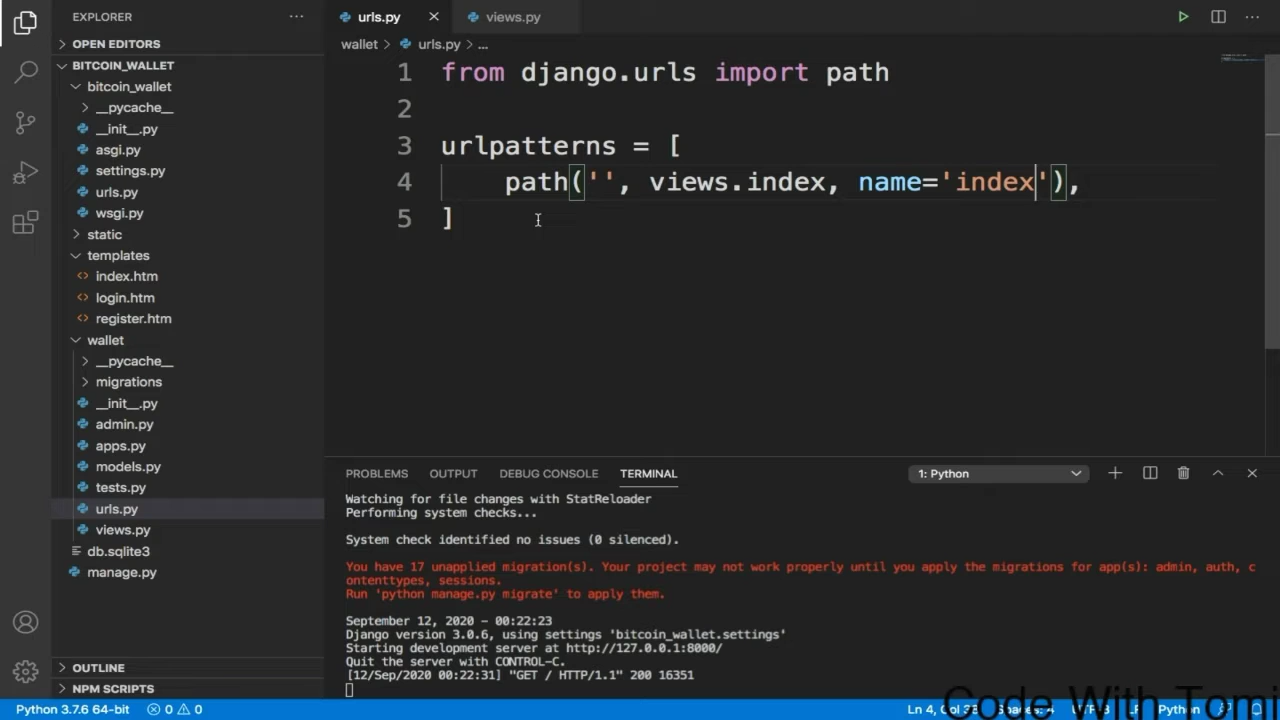 EXPLORER
OPEN EDITORS
BITCOIN_WALLET
bitcoin_wallet
__pycache__
__init__.py
asgi.py
settings.py
urls.py
wsgi.py
static
templates
index.htm
login.htm
register.htm
wallet
__pycache__
migrations
__init__.py
admin.py
apps.py
models.py
tests.py
urls.py
views.py
db.sqlite3
manage.py
OUTLINE
NPM SCRIPTS
urls.py views.py
wallet > urls.py > ...
1 from django.urls import path
2
3 urlpatterns = [
4 path('', views.index, name='index'),
5 ]
PROBLEMS OUTPUT DEBUG CONSOLE TERMINAL 1: Python
Watching for file changes with StatReloader
Performing system checks...
System check identified no issues (0 silenced).
You have 17 unapplied migration(s). Your project may not work properly until you apply the migrations for app(s): admin, auth, c
ontenttypes, sessions.
Run 'python manage.py migrate' to apply them.
September 12, 2020 - 00:22:23
Django version 3.0.6, using settings 'bitcoin_wallet.settings'
Starting development server at http://127.0.0.1:8000/
Quit the server with CONTROL-C.
[12/Sep/2020 00:22:31] "GET / HTTP/1.1" 200 16351
Python 3.7.6 64-bit 0 0 Ln 4, Col Spaces: 4 Python
Code With Tomi